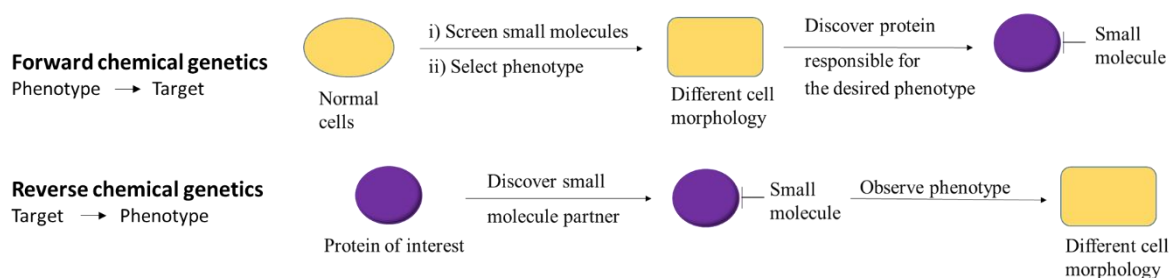 Forward chemical genetics
Phenotype → Target
Normal
cells
i) Screen small molecules
ii) Select phenotype
Different cell
morphology
Discover protein
responsible for
the desired phenotype
Small
molecule
Reverse chemical genetics
Target → Phenotype
Protein of interest
Discover small
molecule partner
Small
molecule
Observe phenotype
Different cell
morphology